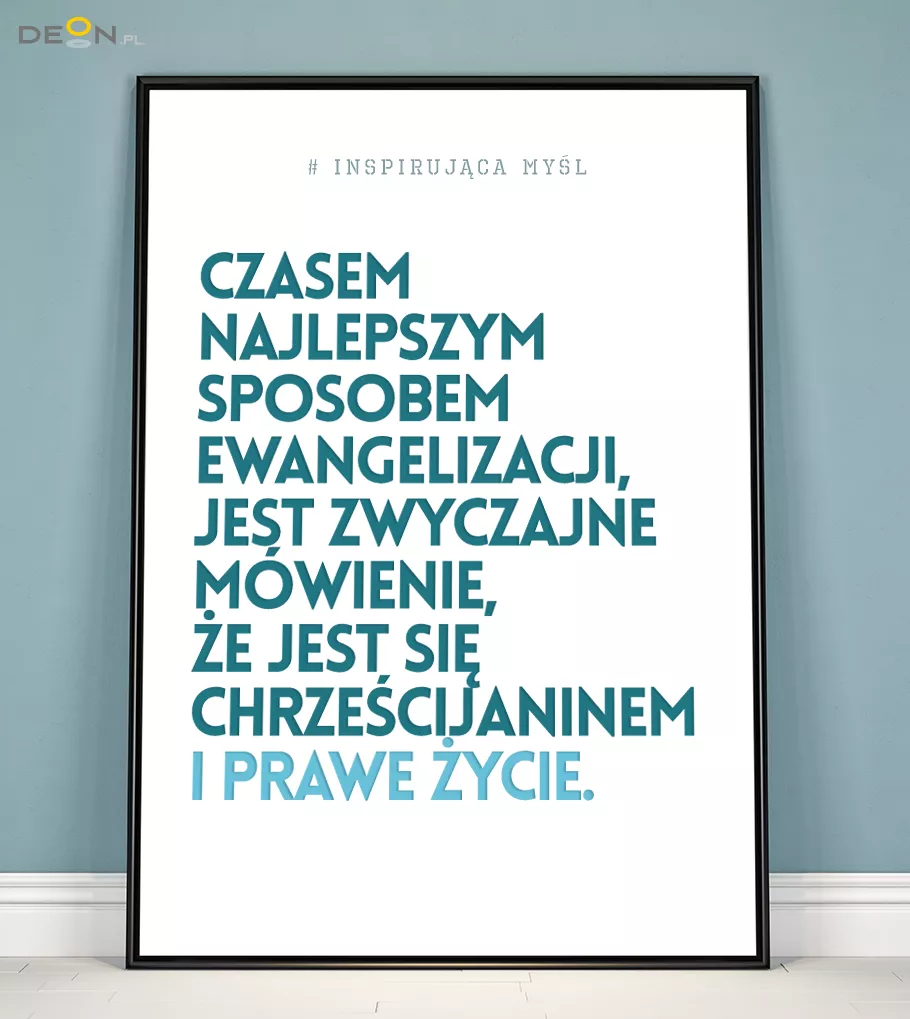 DEON.PL
# INSPIRUJĄCA MYŚL
CZASEM
NAJLEPSZYM
SPOSOBEM
EWANGELIZACJI,
JEST ZWYCZAJNE
MÓWIENIE,
ŻE JEST SIĘ
CHRZEŚCIJANINEM
I PRAWE ŻYCIE.